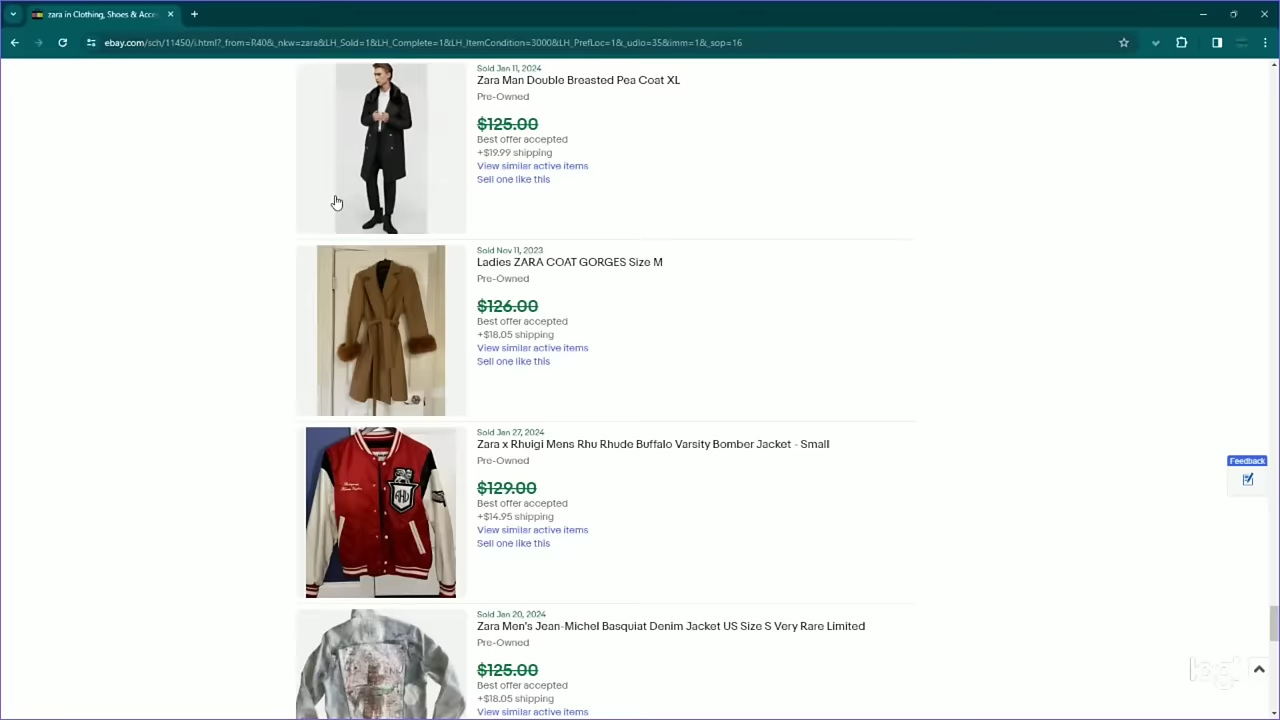 zara in Clothing, Shoes & Acce
ebay.com/sch/11450/i.html?_from=R40&_nkw=zara&LH_Sold=1&LH_Complete=1&LH_ItemCondition=3000&LH_PrefLoc=1&_udlo=35&imm=1&_sop=16
Sold Jan 11, 2024
Zara Man Double Breasted Pea Coat XL
Pre-Owned
$125.00
Best offer accepted
+$19.99 shipping
View similar active items
Sell one like this
Sold Nov 11, 2023
Ladies ZARA COAT GORGES Size M
Pre-Owned
$126.00
Best offer accepted
+$18.05 shipping
View similar active items
Sell one like this
Sold Jan 27, 2024
Zara x Rhuigi Mens Rhu Rhude Buffalo Varsity Bomber Jacket - Small
Pre-Owned
$129.00
Best offer accepted
+$14.95 shipping
View similar active items
Sell one like this
Feedback
Sold Jan 20, 2024
Zara Men's Jean-Michel Basquiat Denim Jacket US Size S Very Rare Limited
Pre-Owned
$125.00
Best offer accepted
+$18.05 shipping
View similar active items